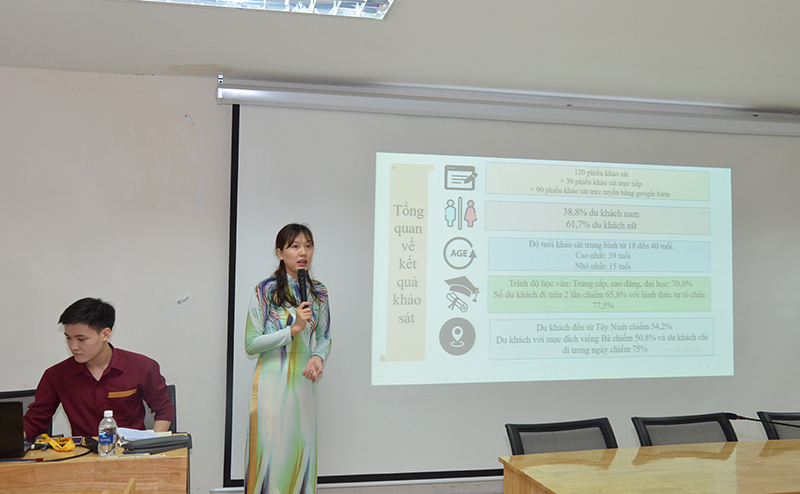 Tổng
quan
về
kết
quả
khảo
sát
120 phiếu khảo sát
+ 30 phiếu khảo sát trực tiếp
+ 90 phiếu khảo sát trực tuyến bằng google form
38,8% du khách nam
61,7% du khách nữ
AGE
Độ tuổi khảo sát trung bình từ 18 đến 40 tuổi.
Cao nhất: 39 tuổi
Nhỏ nhất: 15 tuổi
Trình độ học vấn: Trung cấp, cao đẳng, đại học: 70,8%
Số du khách đi trên 2 lần chiếm 65,8% với hình thức tự tổ chức
77,5%
Du khách đến từ Tây Ninh chiếm 54,2%
Du khách với mục đích viếng Bà chiếm 50,8% và du khách chỉ
đi trong ngày chiếm 75%